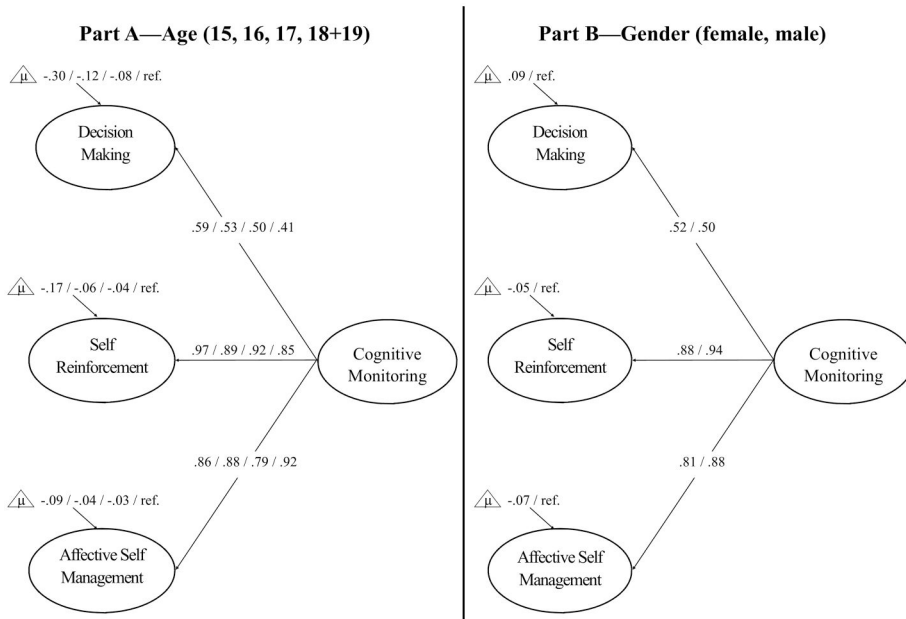 Part A—Age (15, 16, 17, 18+19)
μ -.30 / -.12 / -.08 / ref.
Decision
Making
.59 / .53 / .50 / .41
μ -.17 / -.06 / -.04 / ref.
Self
Reinforcement
.97 / .89 / .92 / .85
Cognitive
Monitoring
.86 / .88 / .79 / .92
μ -.09 / -.04 / -.03 / ref.
Affective Self
Management
Part B—Gender (female, male)
μ .09 / ref.
Decision
Making
.52 / .50
μ -.05 / ref.
Self
Reinforcement
.88 / .94
Cognitive
Monitoring
.81 / .88
μ -.07 / ref.
Affective Self
Management